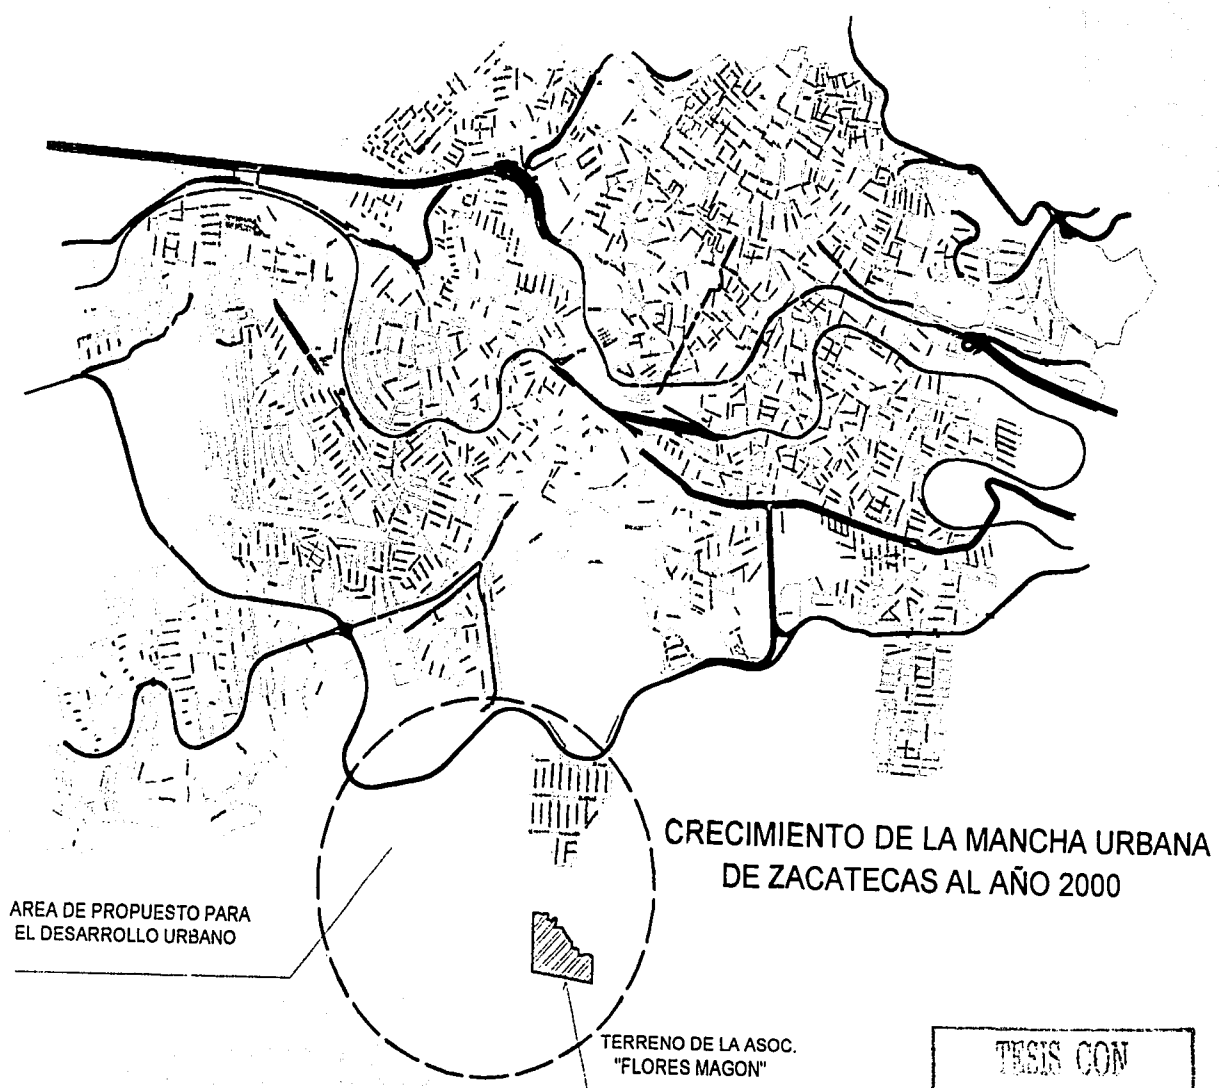 CRECIMIENTO DE LA MANCHA URBANA
DE ZACATECAS AL AÑO 2000
AREA DE PROPUESTO PARA
EL DESARROLLO URBANO
TERRENO DE LA ASOC.
"FLORES MAGON"
TESIS CON